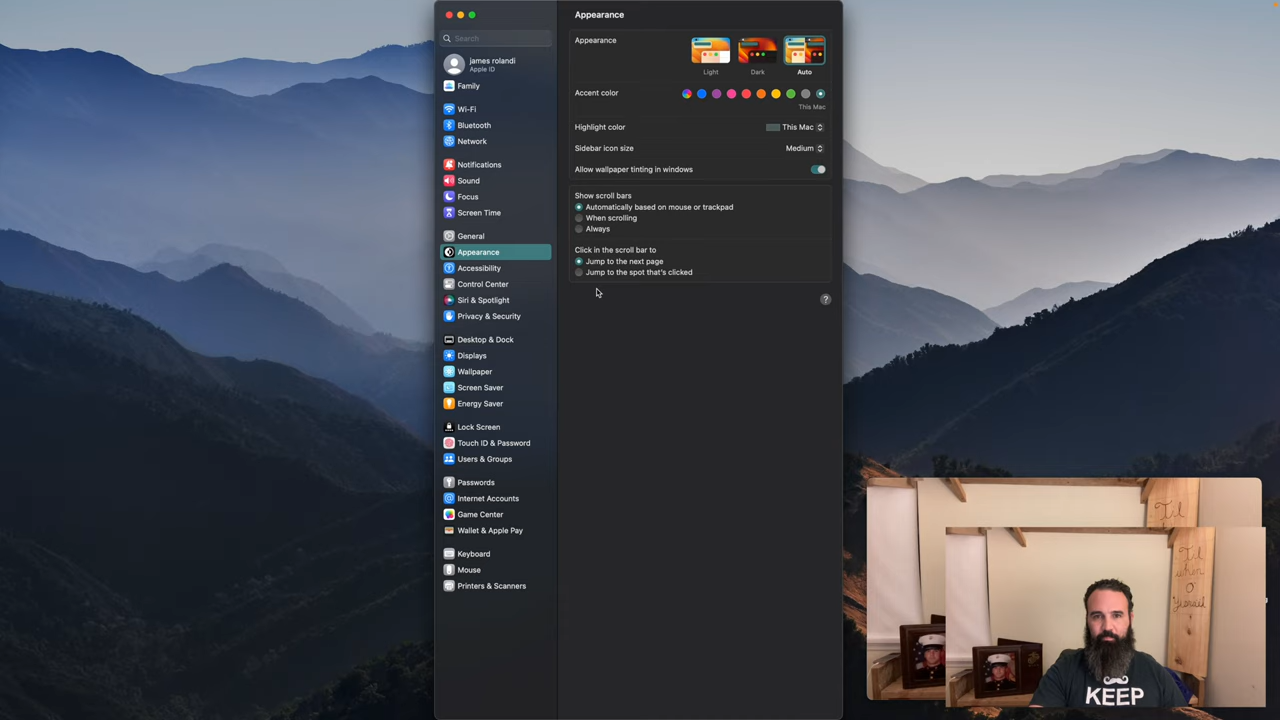 Appearance
Search
james rolandi
Apple ID
Family
Wi-Fi
Bluetooth
Network
Notifications
Sound
Focus
Screen Time
General
Appearance
Accessibility
Control Center
Siri & Spotlight
Privacy & Security
Desktop & Dock
Displays
Wallpaper
Screen Saver
Energy Saver
Lock Screen
Touch ID & Password
Users & Groups
Passwords
Internet Accounts
Game Center
Wallet & Apple Pay
Keyboard
Mouse
Printers & Scanners
Appearance
Light
Dark
Auto
Accent color
This Mac
Highlight color
This Mac
Sidebar icon size
Medium
Allow wallpaper tinting in windows
Show scroll bars
Automatically based on mouse or trackpad
When scrolling
Always
Click in the scroll bar to
Jump to the next page
Jump to the spot that's clicked
?
Til
Til
when
o'
KEEP